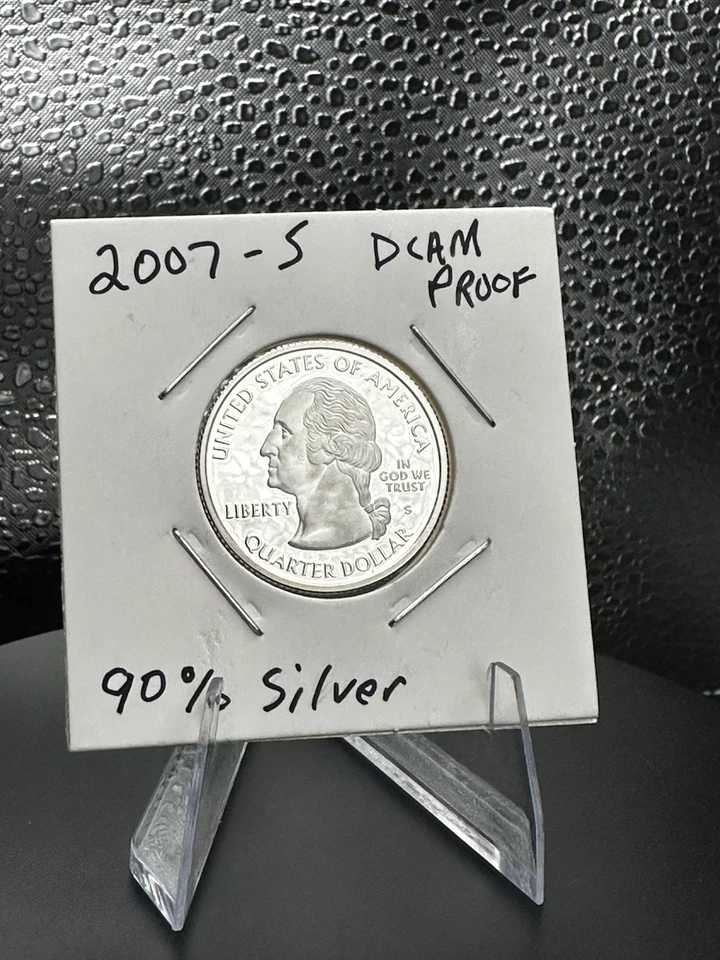 2007-S DCAM
PROOF
UNITED STATES OF AMERICA
IN
GOD WE
TRUST
LIBERTY S
QUARTER DOLLAR
90% Silver